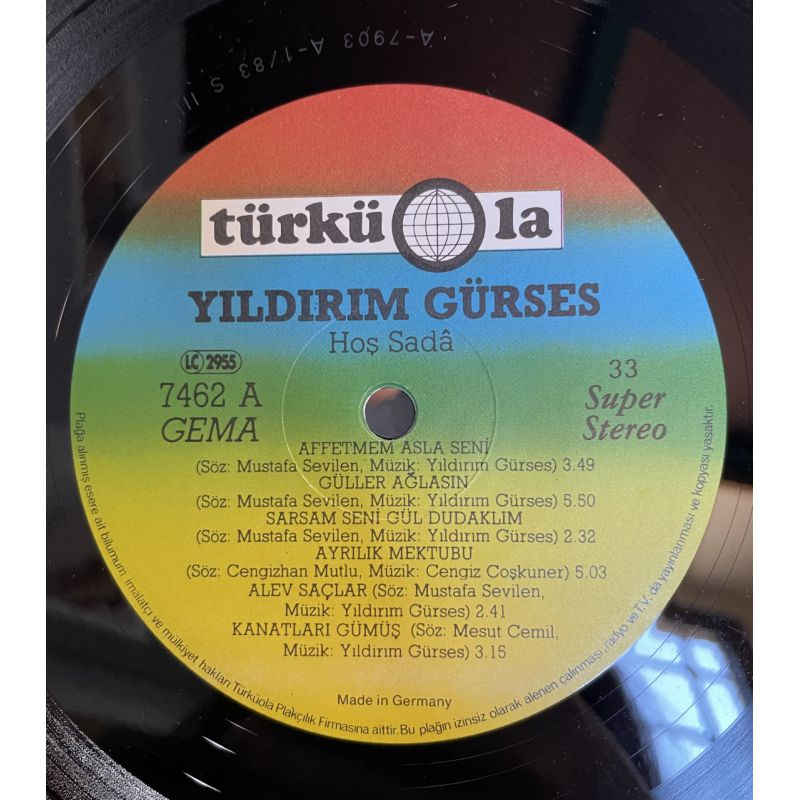 A-7903 A-1/83 S
türküola
YILDIRIM GÜRSES
Hoş Sadâ
LC 2955
7462 A
GEMA
33
Super
Stereo
AFFETMEM ASLA SENİ
(Söz: Mustafa Sevilen, Müzik: Yıldırım Gürses) 3.49
GÜLLER AĞLASIN
(Söz: Mustafa Sevilen, Müzik: Yıldırım Gürses) 5.50
SARSAM SENİ GÜL DUDAKLIM
(Söz: Mustafa Sevilen, Müzik: Yıldırım Gürses) 2.32
AYRILIK MEKTUBU
(Söz: Cengizhan Mutlu, Müzik: Cengiz Coşkuner) 5.03
ALEV SAÇLAR (Söz: Mustafa Sevilen,
Müzik: Yıldırım Gürses) 2.41
KANATLARI GÜMÜŞ (Söz: Mesut Cemil,
Müzik: Yıldırım Gürses) 3.15
Made in Germany
Plağa alınmış esere ait bilumum imalatçı ve mülkiyet hakları Türküola Plakçılık Firmasına aittir. Bu plağın izinsiz olarak alenen çalınması, radyo ve T.V. da yayınlanması ve kopyası yasaktır.